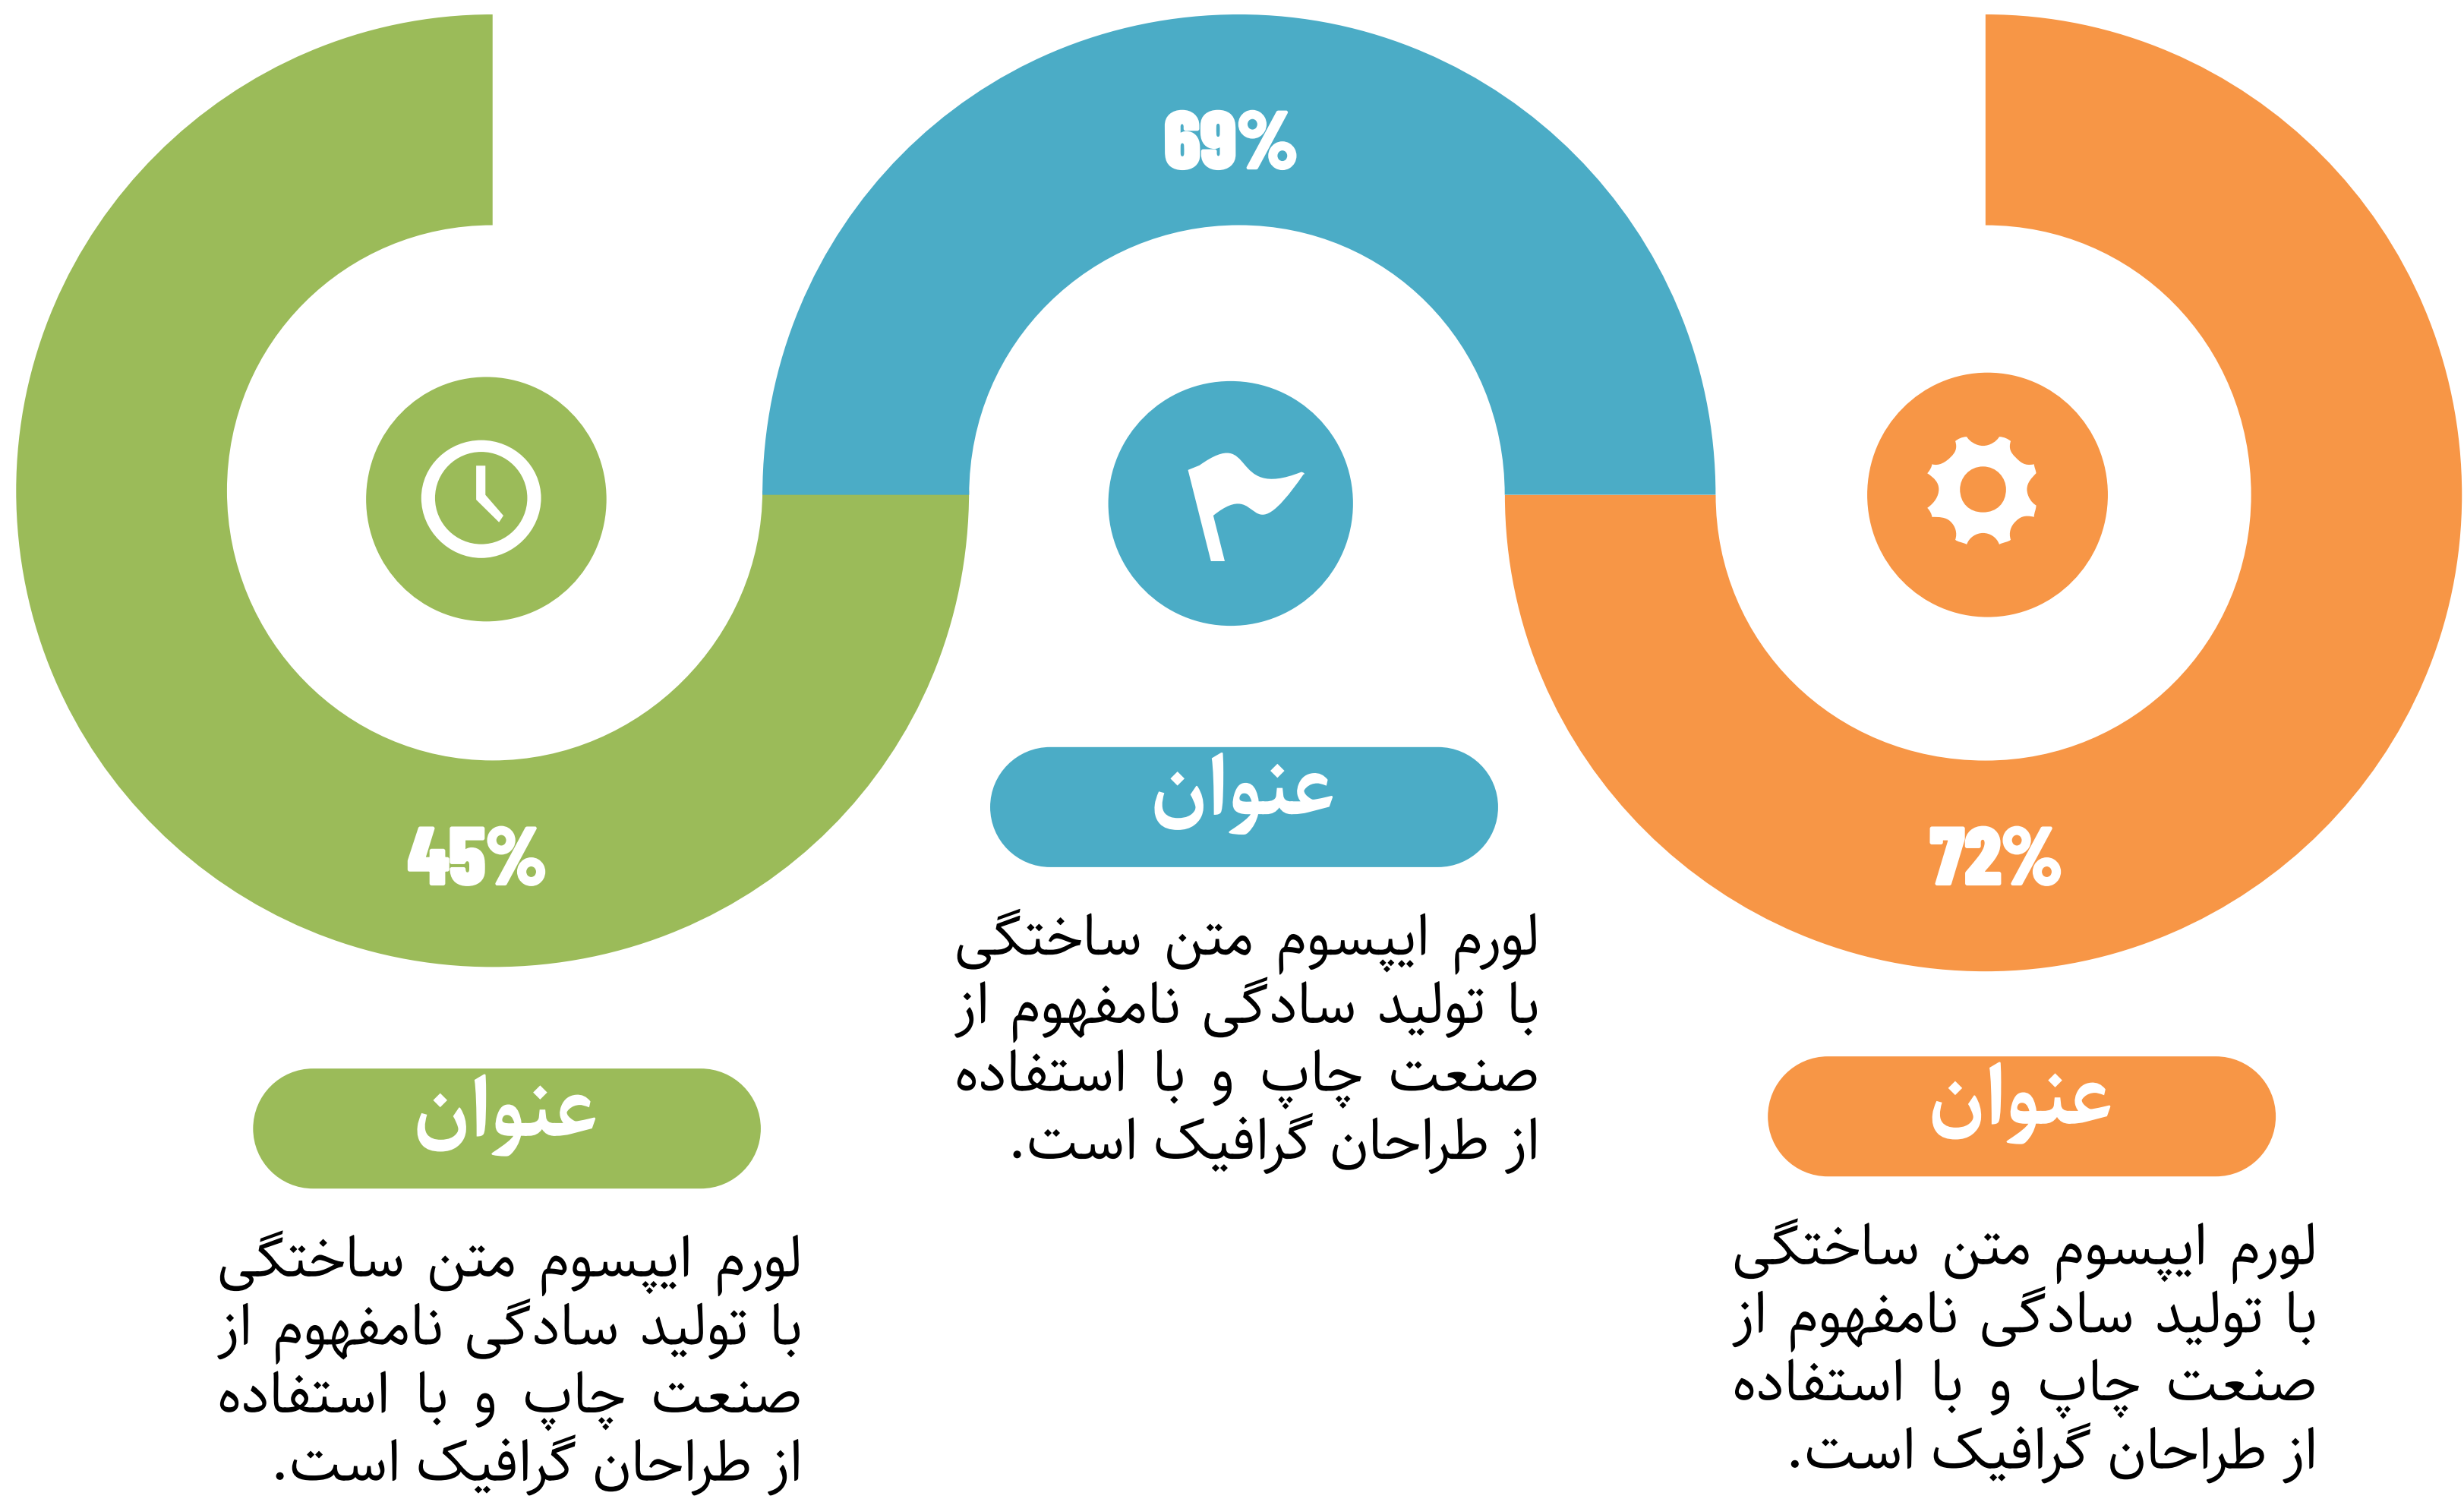 69%
45%
72%
عنوان
لورم ایپسوم متن ساختگی
با تولید سادگی نامفهوم از
صنعت چاپ و با استفاده
از طراحان گرافیک است.
عنوان
لورم ایپسوم متن ساختگی
با تولید سادگی نامفهوم از
صنعت چاپ و با استفاده
از طراحان گرافیک است.
عنوان
لورم ایپسوم متن ساختگی
با تولید سادگی نامفهوم از
صنعت چاپ و با استفاده
از طراحان گرافیک است.